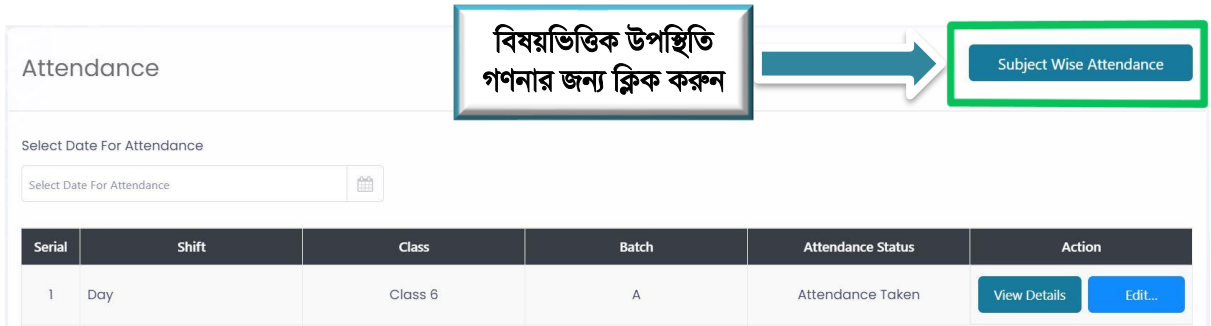 বিষয়ভিত্তিক উপস্থিতি
গণনার জন্য ক্লিক করুন
Attendance
Subject Wise Attendance
Select Date For Attendance
Select Date For Attendance
Serial Shift Class Batch Attendance Status Action
1 Day Class 6 A Attendance Taken View Details Edit...